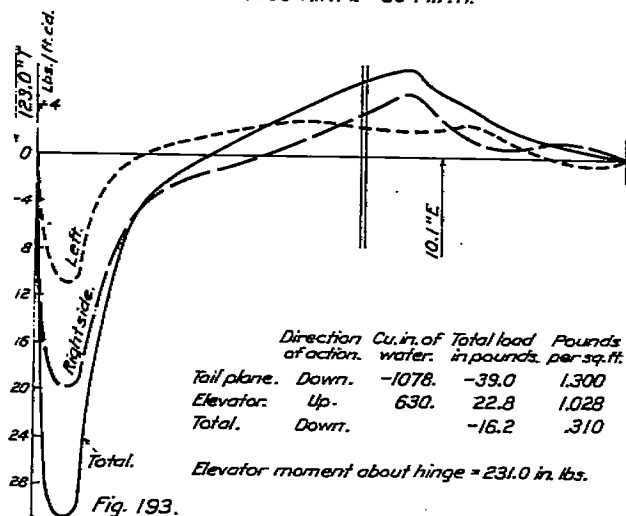 129.0"T
Lbs./ft.c'd.
4
0
-4
8
12
16
20
24
28
Left.
Right side.
Total.
10.1"E
Direction of action. Cu. in. of water. Total load in pounds. Pounds per sq. ft.
Tail plane. Down. -1078. -39.0 1.300
Elevator. Up. 630. 22.8 1.028
Total. Down. -16.2 .310
Elevator moment about hinge = 231.0 in. lbs.
Fig. 193.